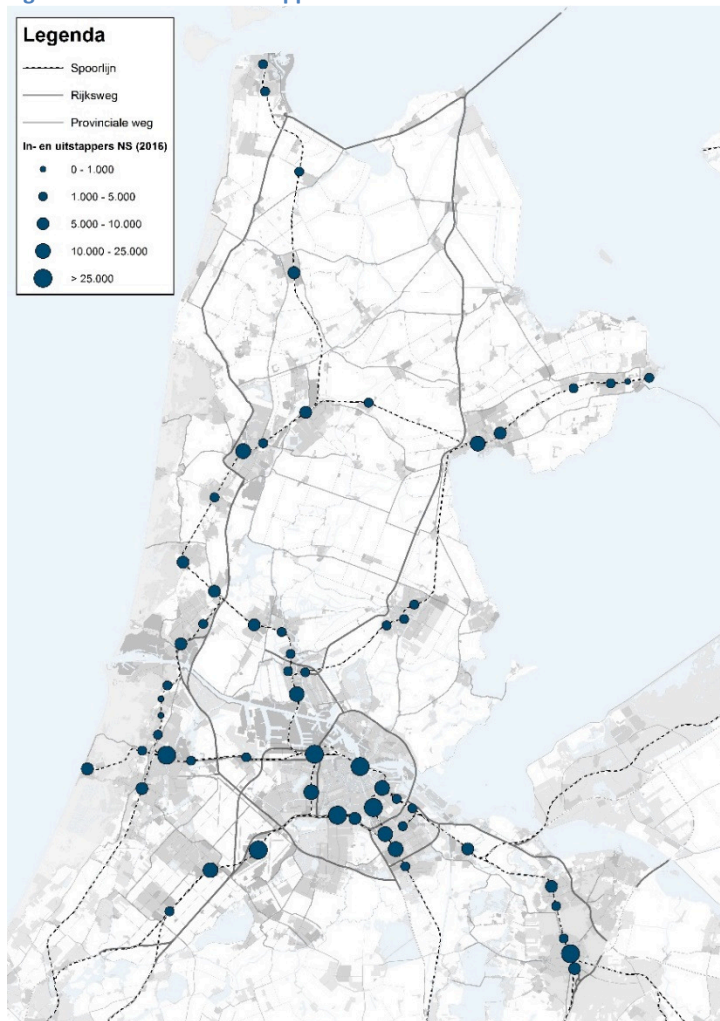 Legenda
Spoorlijn
Rijksweg
Provinciale weg
In- en uitstappers NS (2016)
0 - 1.000
1.000 - 5.000
5.000 - 10.000
10.000 - 25.000
> 25.000